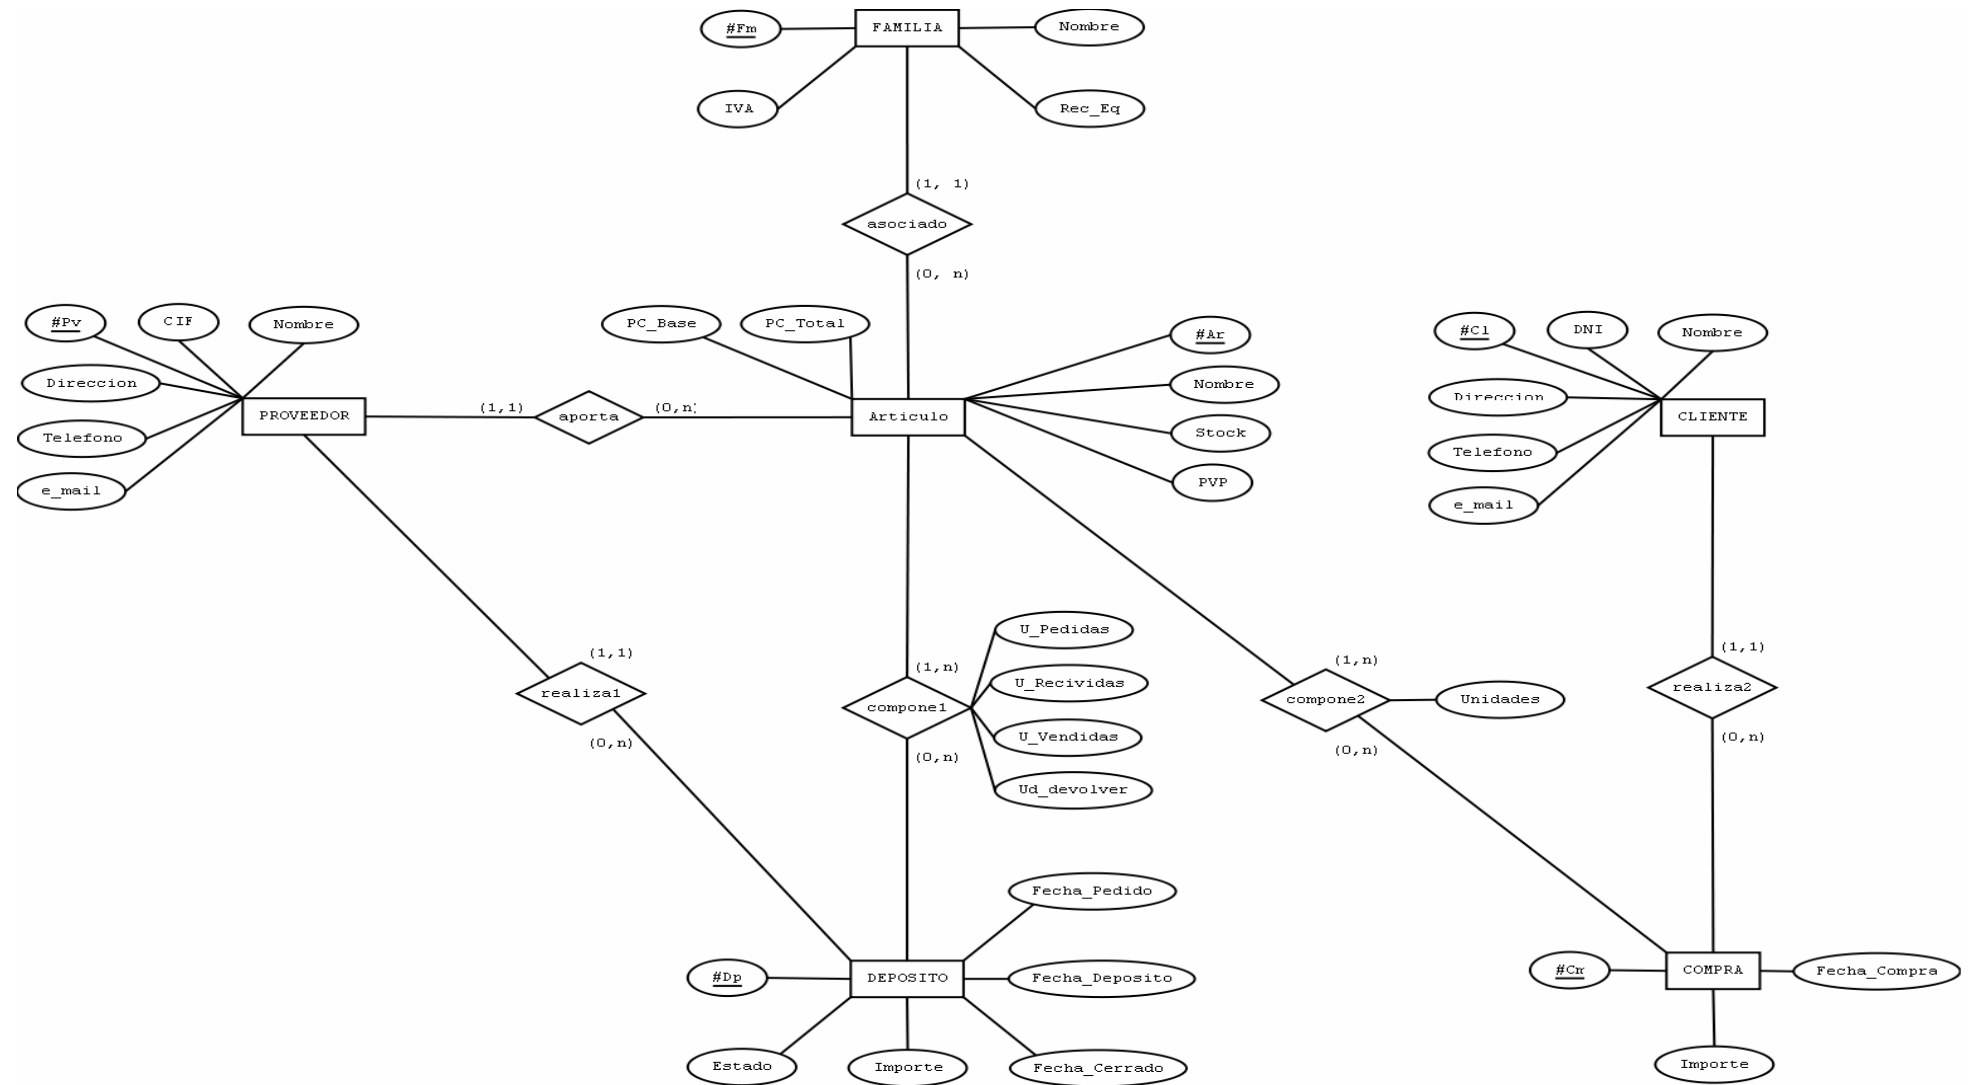 #Fm
FAMILIA
Nombre
IVA
Rec_Eq
(1, 1)
asociado
(0, n)
#Pv
CIF
Nombre
PC_Base
PC_Total
#Ar
#Cl
DNI
Nombre
Direccion
Nombre
Direccion
PROVEEDOR
(1,1)
aporta
(0,n)
Articulo
CLIENTE
Telefono
Stock
Telefono
e_mail
PVP
e_mail
U_Pedidas
(1,1)
(1,n)
(1,n)
(1,1)
realiza1
U_Recividas
compone1
compone2
Unidades
realiza2
(0,n)
U_Vendidas
(0,n)
(0,n)
(0,n)
Ud_devolver
Fecha_Pedido
#Dp
DEPOSITO
Fecha_Deposito
#Cm
COMPRA
Fecha_Compra
Estado
Importe
Fecha_Cerrado
Importe